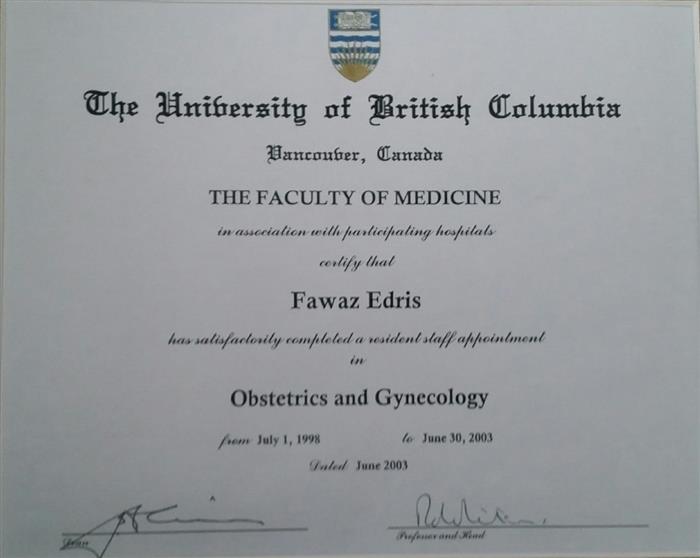 The University of British Columbia
Vancouver, Canada
THE FACULTY OF MEDICINE
in association with participating hospitals
certify that
Fawaz Edris
has satisfactorily completed a resident staff appointment
in
Obstetrics and Gynecology
from July 1, 1998 to June 30, 2003
Dated June 2003
Dean Professor and Head